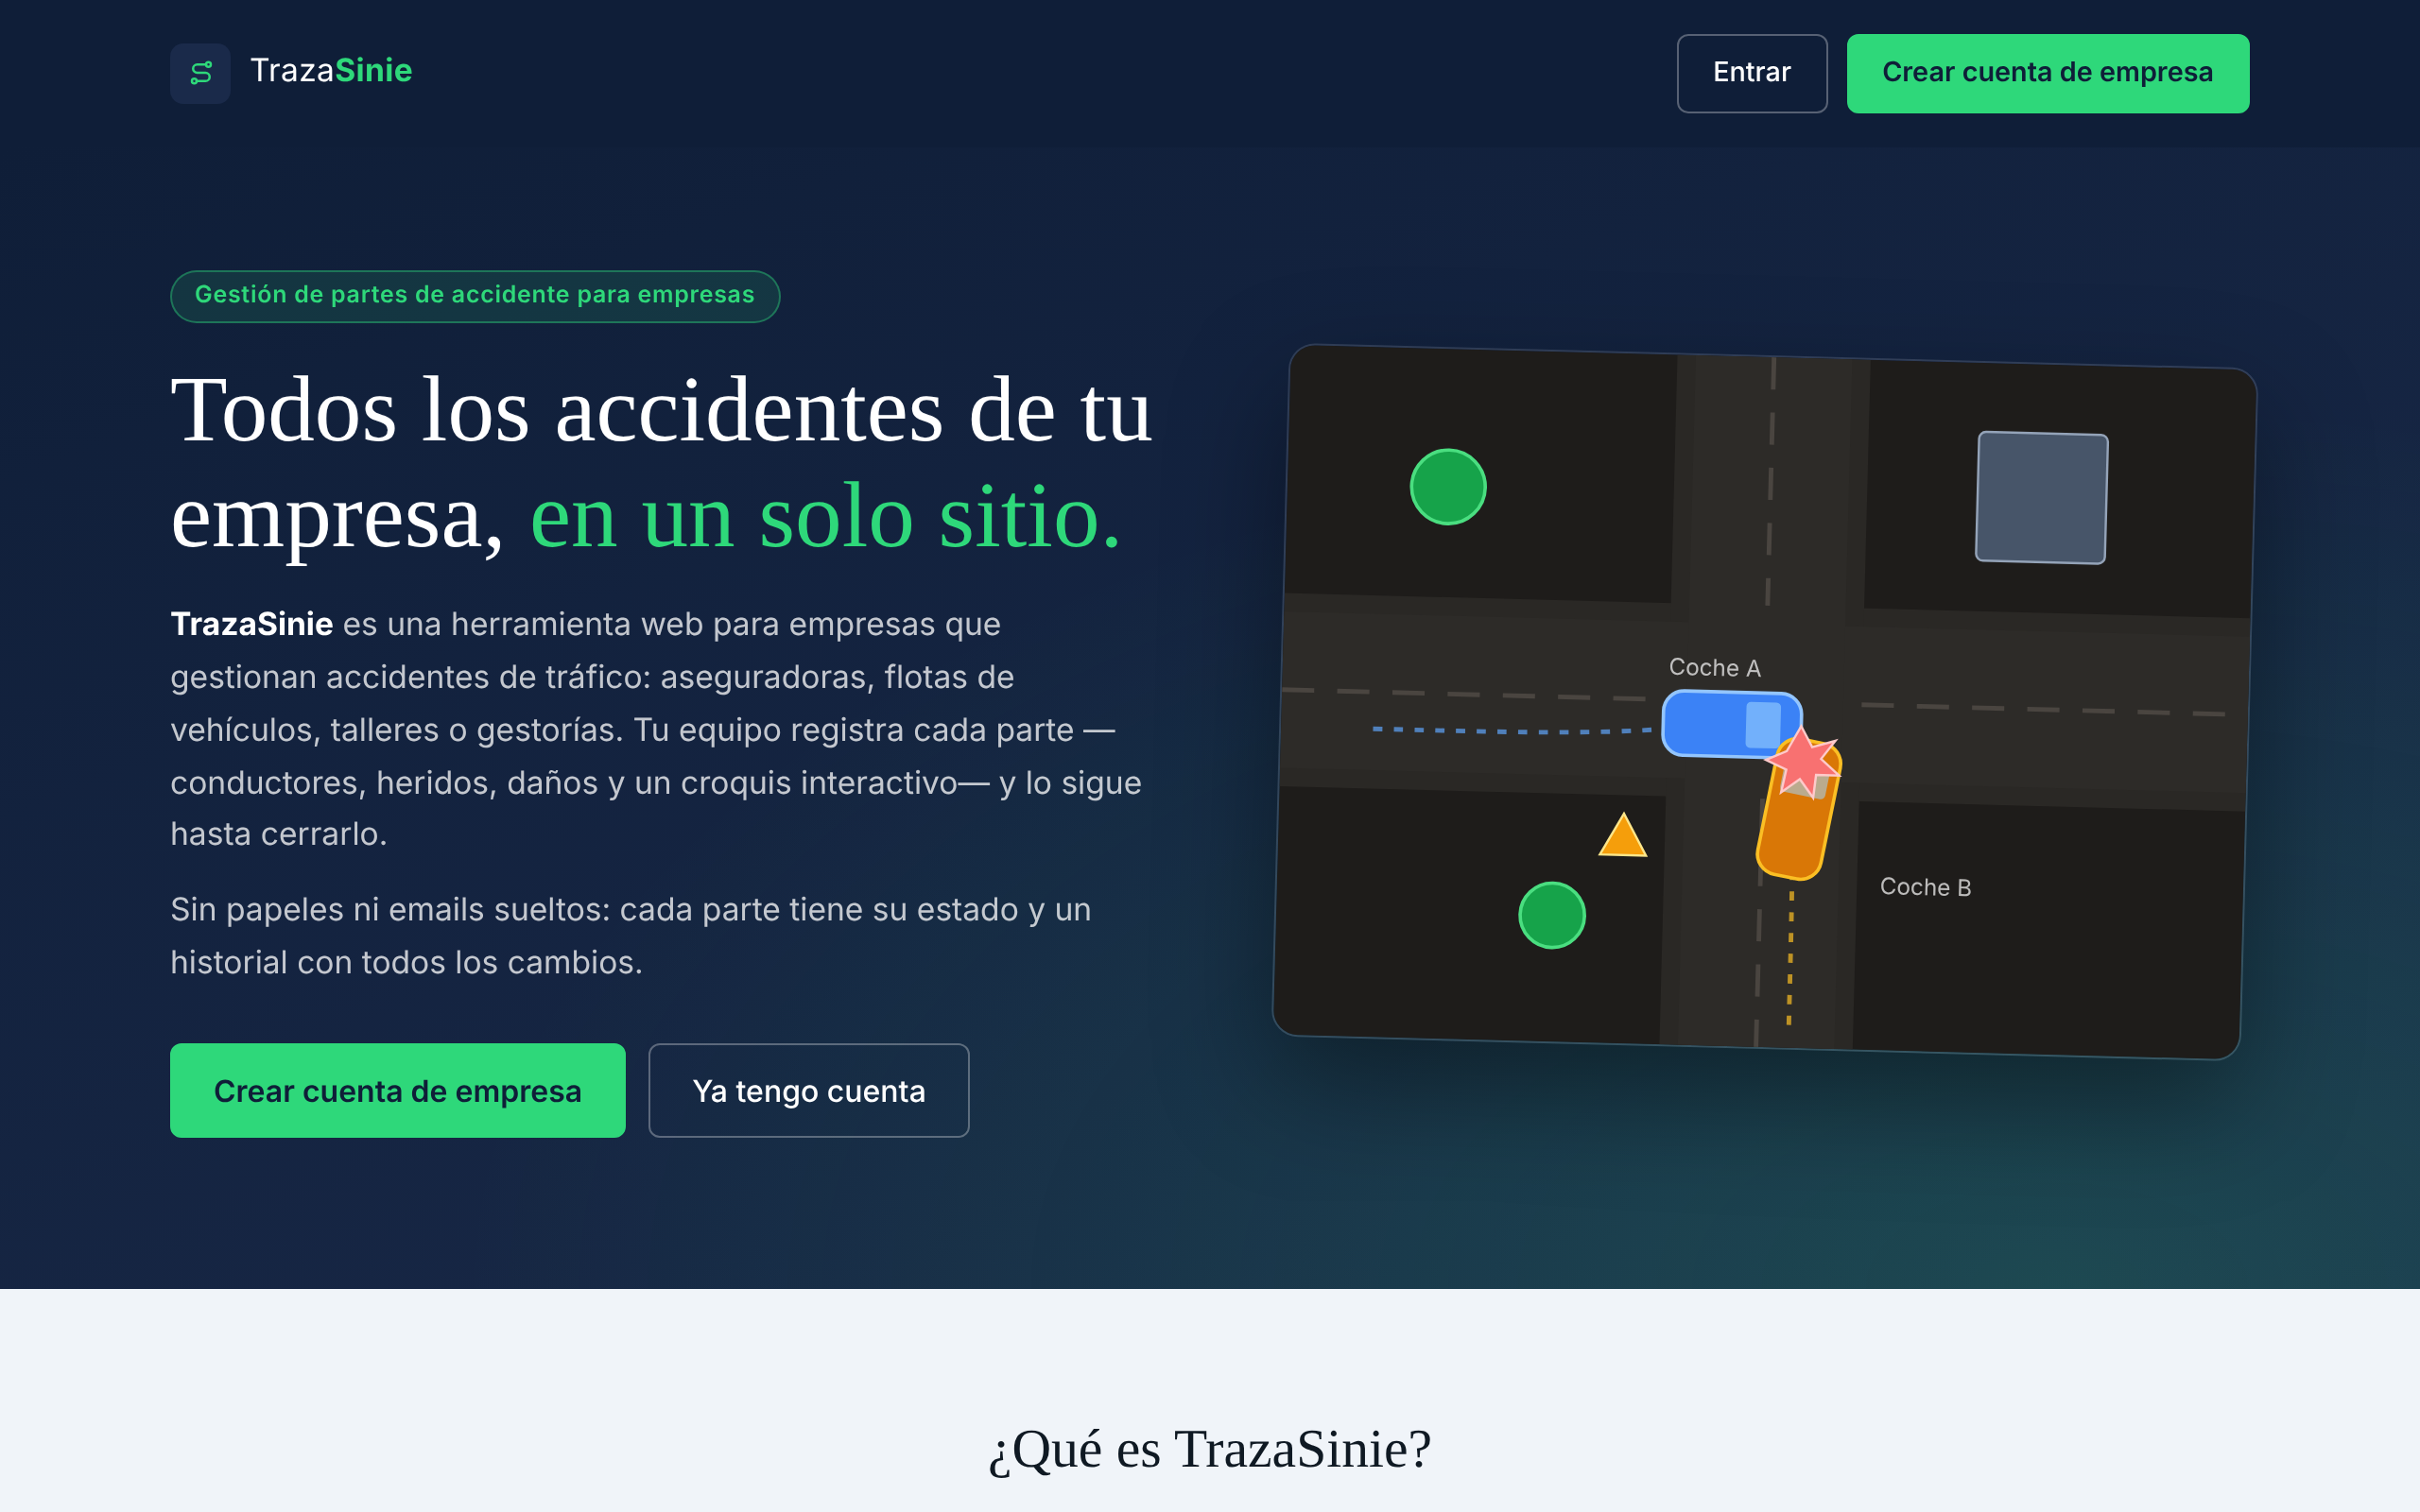 TrazaSinie
Entrar
Crear cuenta de empresa
Gestión de partes de accidente para empresas
Todos los accidentes de tu
empresa, en un solo sitio.
TrazaSinie es una herramienta web para empresas que
gestionan accidentes de tráfico: aseguradoras, flotas de
vehículos, talleres o gestorías. Tu equipo registra cada parte —
conductores, heridos, daños y un croquis interactivo— y lo sigue
hasta cerrarlo.
Sin papeles ni emails sueltos: cada parte tiene su estado y un
historial con todos los cambios.
Crear cuenta de empresa
Ya tengo cuenta
Coche A
Coche B
¿Qué es TrazaSinie?